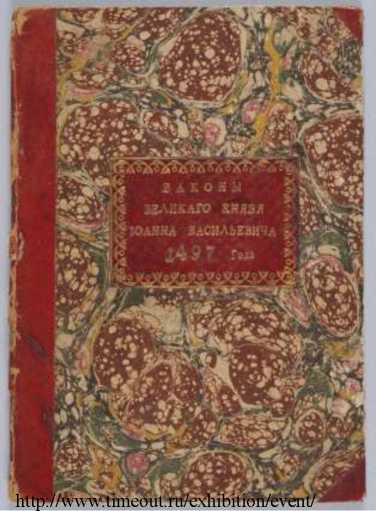 ЗАКОНЫ
ВЕЛИКАГО КНЯЗЯ
ІОАННА ВАСИЛЬЕВИЧА
1497 Года
http://www.timeout.ru/exhibition/event/